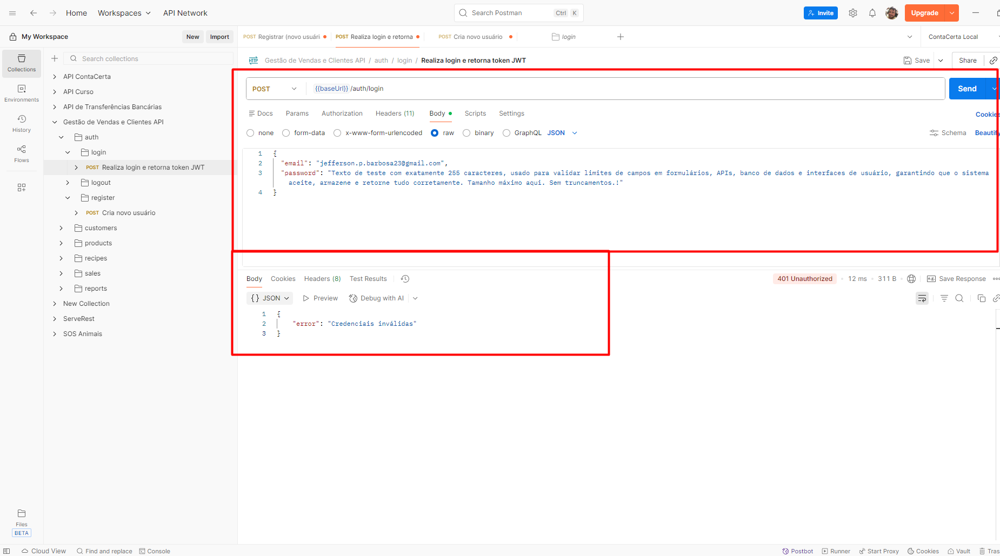 Home Workspaces API Network Search Postman Ctrl K Invite Upgrade
My Workspace New Import POST Registrar (novo usuári POST Realiza login e retorna POST Cria novo usuário login ContaCerta Local
Search collections
Gestão de Vendas e Clientes API / auth / login / Realiza login e retorna token JWT Save Share
Collections
Environments
History
Flows
API ContaCerta
API Curso
API de Transferências Bancárias
Gestão de Vendas e Clientes API
auth
login
POST Realiza login e retorna token JWT
logout
register
POST Cria novo usuário
customers
products
recipes
sales
reports
New Collection
ServeRest
SOS Animais
POST {{baseUrl}} /auth/login Send
Docs Params Authorization Headers (11) Body Scripts Settings Cookies
none form-data x-www-form-urlencoded raw binary GraphQL JSON Schema Beautify
1 {
2 "email": "jefferson.p.barbosa23@gmail.com",
3 "password": "Texto de teste com exatamente 255 caracteres, usado para validar limites de campos em formulários, APIs, banco de dados e interfaces de usuário, garantindo que o sistema
aceite, armazene e retorne tudo corretamente. Tamanho máximo aqui. Sem truncamentos.!"
4 }
Body Cookies Headers (8) Test Results 401 Unauthorized 12 ms 311 B e.g. Save Response
{} JSON Preview Debug with AI
1 {
2 "error": "Credenciais inválidas"
3 }
Files
BETA
Cloud View Find and replace Console Postbot Runner Start Proxy Cookies Vault Tras